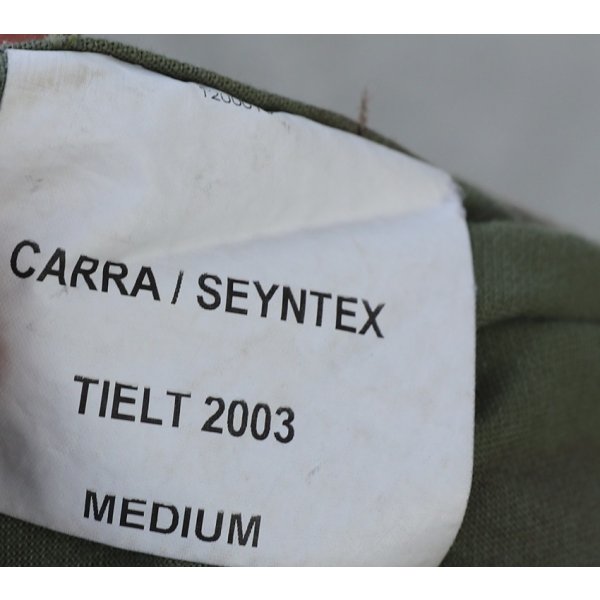 CARRA / SEYNTEX
TIELT 2003
MEDIUM